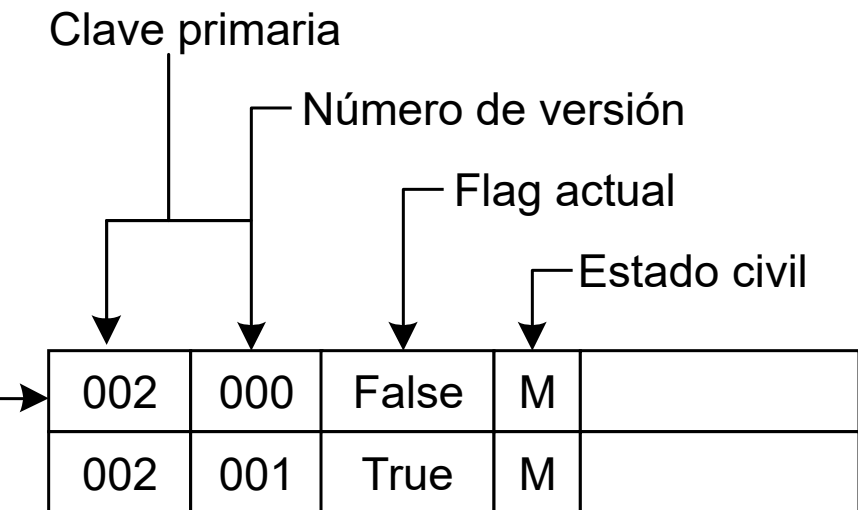 Clave primaria
Número de versión
Flag actual
Estado civil
002 000 False M
002 001 True M